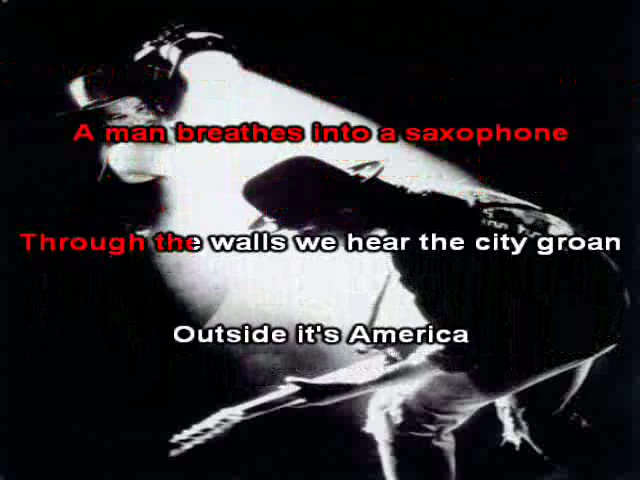 A man breathes into a saxophone
Through the walls we hear the city groan
Outside it's America